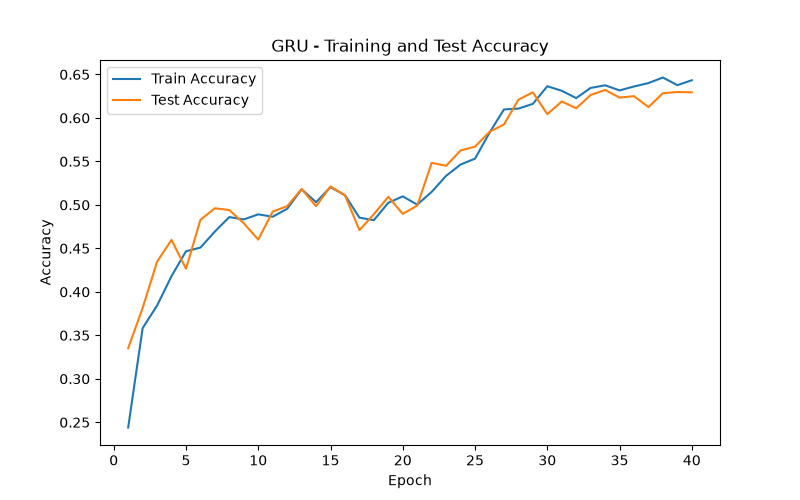 GRU - Training and Test Accuracy
Train Accuracy
Test Accuracy
Accuracy
0.65
0.60
0.55
0.50
0.45
0.40
0.35
0.30
0.25
0 5 10 15 20 25 30 35 40
Epoch